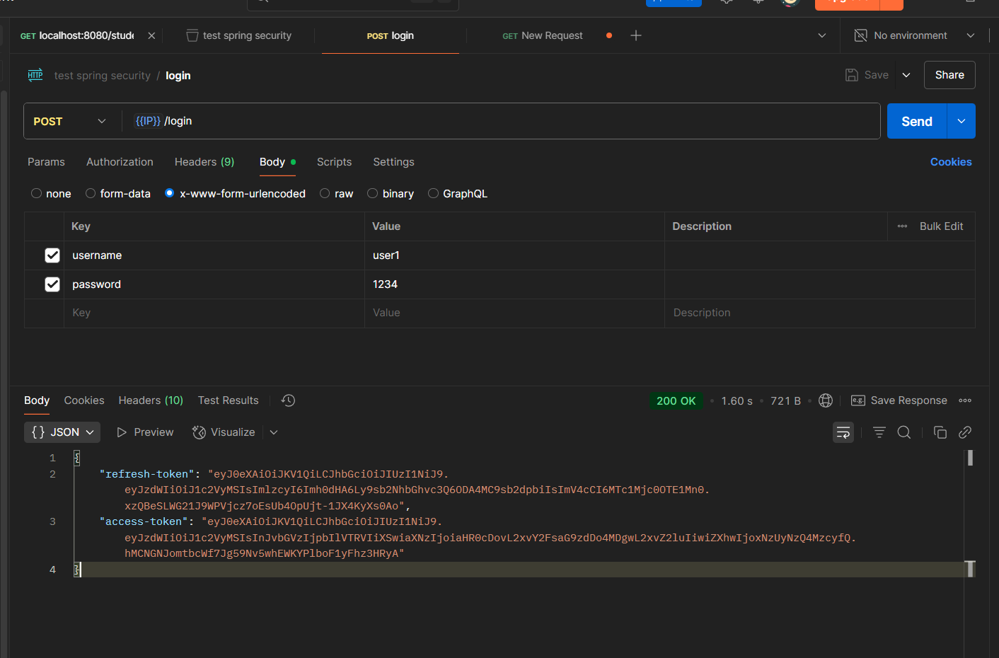 GET localhost:8080/stude
test spring security
POST login
GET New Request
No environment
HTTP test spring security / login
Save
Share
POST
{{IP}} /login
Send
Params Authorization Headers (9) Body Scripts Settings Cookies
none form-data x-www-form-urlencoded raw binary GraphQL
Key Value Description Bulk Edit
username user1
password 1234
Key Value Description
Body Cookies Headers (10) Test Results 200 OK • 1.60 s • 721 B • e.g. Save Response
{} JSON Preview Visualize
1 {
2 "refresh-token": "eyJ0eXAiOiJKV1QiLCJhbGciOiJIUzI1NiJ9.
eyJzdWIiOiJ1c2VyMSIsImlzcyI6Imh0dHA6Ly9sb2NhbGhvc3Q6ODA4MC9sb2dpbiIsImV4cCI6MTc1Mjc0OTE1Mn0.
xzQBeSLWG21J9WPVjcz7oEsUb4OpUjt-1JX4KyXs0Ao",
3 "access-token": "eyJ0eXAiOiJKV1QiLCJhbGciOiJIUzI1NiJ9.
eyJzdWIiOiJ1c2VyMSIsInJvbGVzIjpbIlVTRVIiXSwiaXNzIjoiaHR0cDovL2xvY2FsaG9zdDo4MDgwL2xvZ2luIiwiZXhwIjoxNzUyNzQ4MzcyfQ.
hMCNGNJomtbcWf7Jg59Nv5whEWKYPlboF1yFhz3HRyA"
4 }